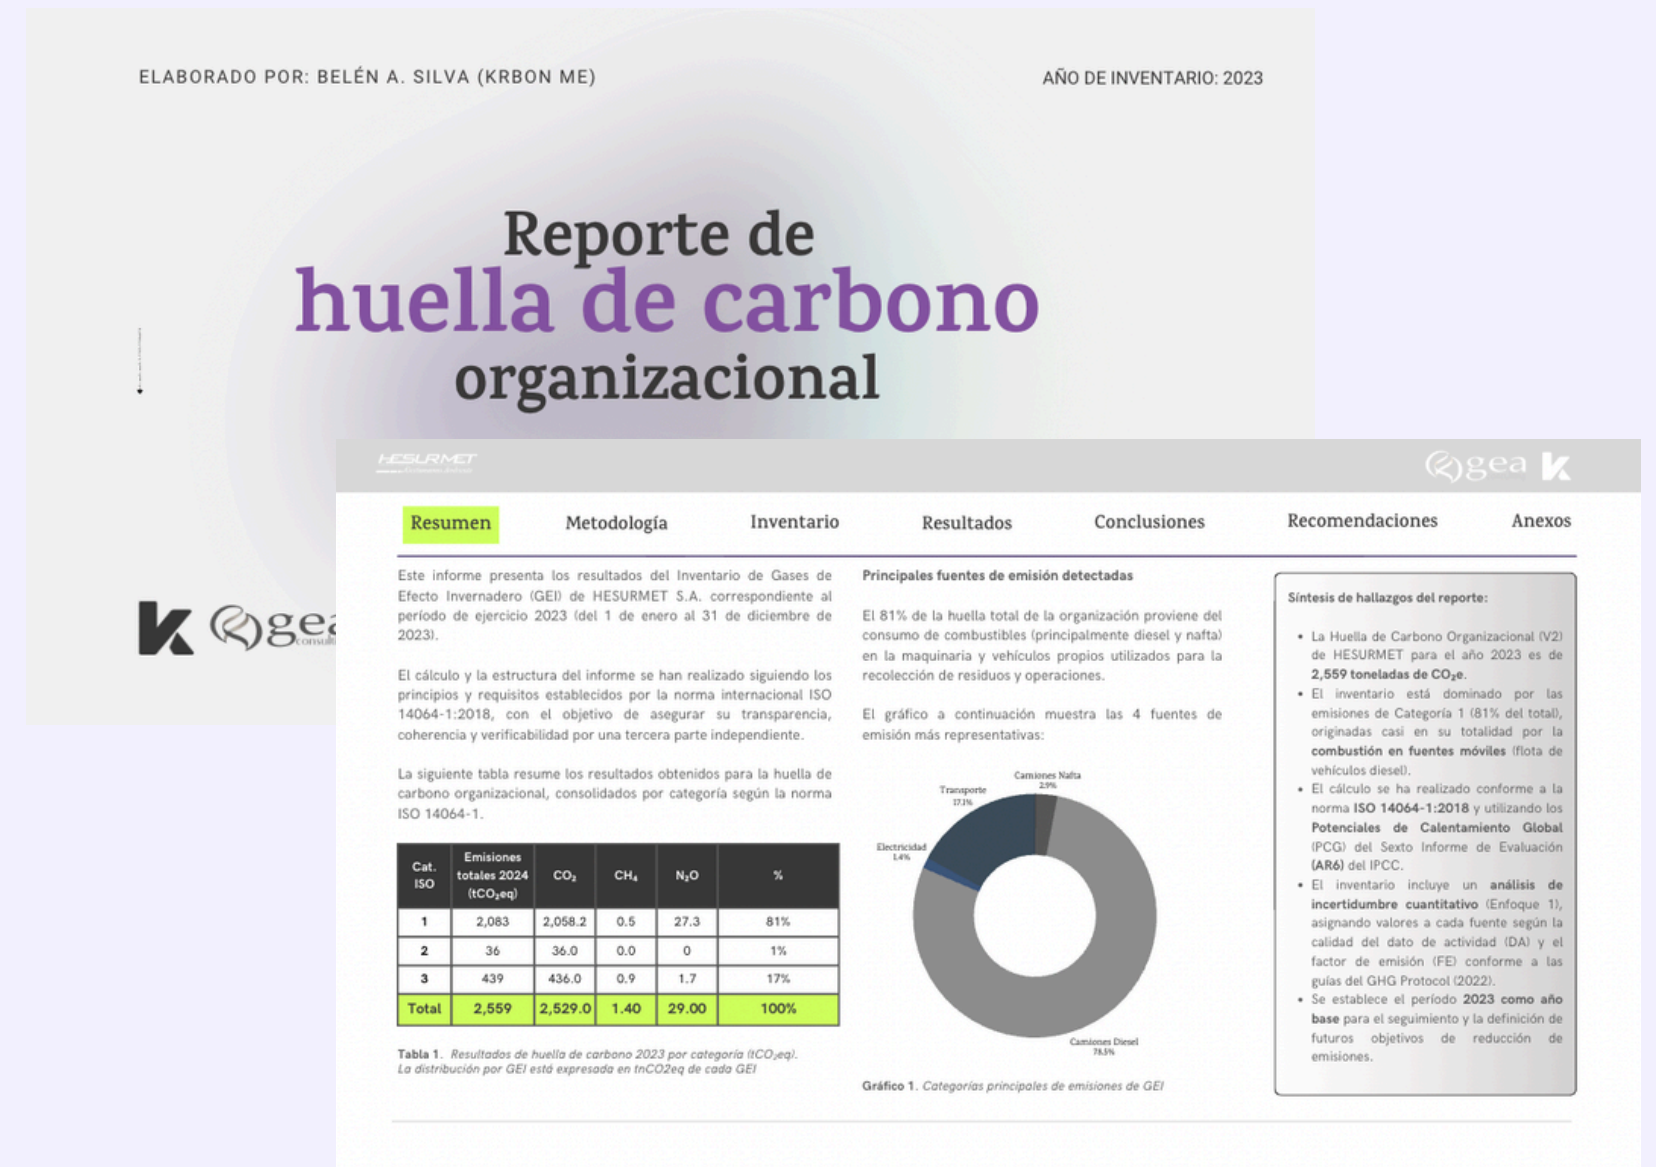 ELABORADO POR: BELÉN A. SILVA (KRBON ME)
AÑO DE INVENTARIO: 2023
Reporte de
huella de carbono
organizacional
gea
consult
HESURMET
gea
Resumen
Metodología
Inventario
Resultados
Conclusiones
Recomendaciones
Anexos
Este informe presenta los resultados del Inventario de Gases de
Efecto Invernadero (GEI) de HESURMET S.A. correspondiente al
período de ejercicio 2023 (del 1 de enero al 31 de diciembre de
2023).
El cálculo y la estructura del informe se han realizado siguiendo los
principios y requisitos establecidos por la norma internacional ISO
14064-1:2018, con el objetivo de asegurar su transparencia,
coherencia y verificabilidad por una tercera parte independiente.
La siguiente tabla resume los resultados obtenidos para la huella de
carbono organizacional, consolidados por categoría según la norma
ISO 14064-1.
Cat. ISO | Emisiones totales 2024 (tCO₂eq) | CO₂ | CH₄ | N₂O | %
1 | 2,083 | 2,058.2 | 0.5 | 27.3 | 81%
2 | 36 | 36.0 | 0.0 | 0 | 1%
3 | 439 | 436.0 | 0.9 | 1.7 | 17%
Total | 2,559 | 2,529.0 | 1.40 | 29.00 | 100%
Tabla 1. Resultados de huella de carbono 2023 por categoría (tCO₂eq).
La distribución por GEI está expresada en tnCO2eq de cada GEI
Principales fuentes de emisión detectadas
El 81% de la huella total de la organización proviene del
consumo de combustibles (principalmente diesel y nafta)
en la maquinaria y vehículos propios utilizados para la
recolección de residuos y operaciones.
El gráfico a continuación muestra las 4 fuentes de
emisión más representativas:
Camiones Nafta
2.9%
Transporte
17.1%
Electricidad
1.4%
Camiones Diesel
78.5%
Gráfico 1. Categorías principales de emisiones de GEI
Síntesis de hallazgos del reporte:
• La Huella de Carbono Organizacional (V2)
de HESURMET para el año 2023 es de
2,559 toneladas de CO₂e.
• El inventario está dominado por las
emisiones de Categoría 1 (81% del total),
originadas casi en su totalidad por la
combustión en fuentes móviles (flota de
vehículos diesel).
• El cálculo se ha realizado conforme a la
norma ISO 14064-1:2018 y utilizando los
Potenciales de Calentamiento Global
(PCG) del Sexto Informe de Evaluación
(AR6) del IPCC.
• El inventario incluye un análisis de
incertidumbre cuantitativo (Enfoque 1),
asignando valores a cada fuente según la
calidad del dato de actividad (DA) y el
factor de emisión (FE) conforme a las
guías del GHG Protocol (2022).
• Se establece el período 2023 como año
base para el seguimiento y la definición de
futuros objetivos de reducción de
emisiones.